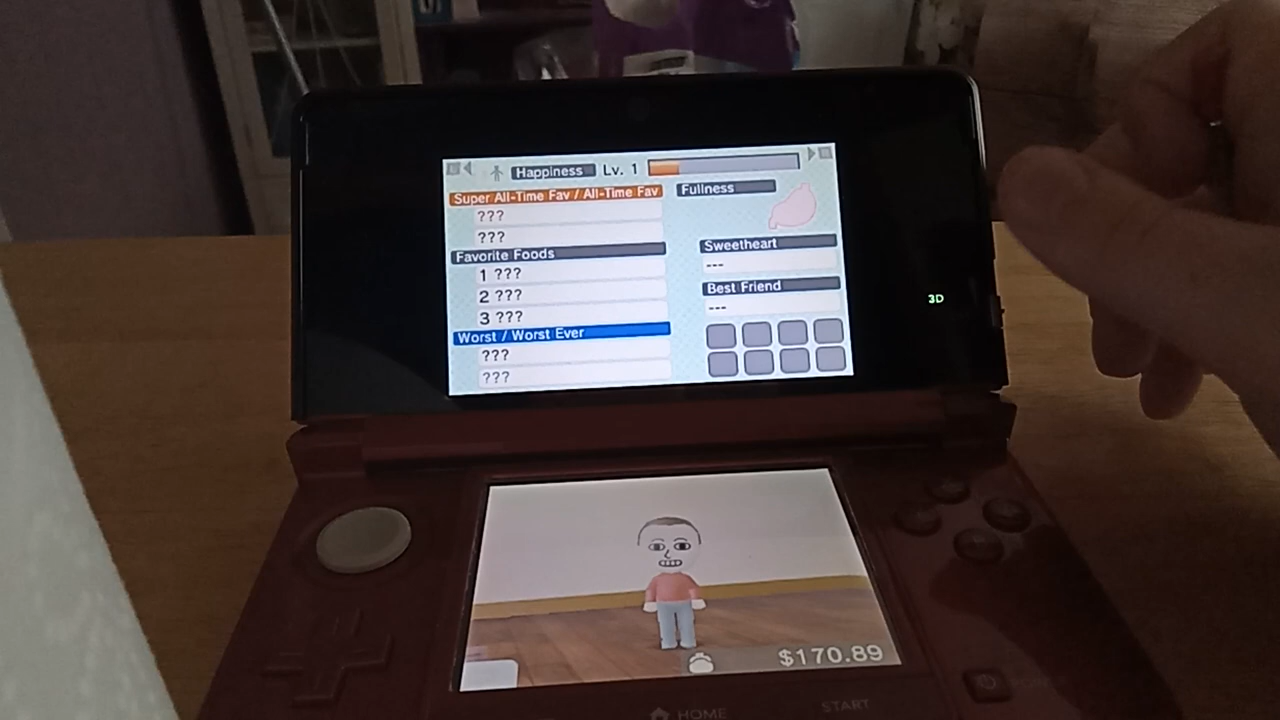 Happiness Lv. 1
Super All-Time Fav / All-Time Fav
???
???
Favorite Foods
1 ???
2 ???
3 ???
Worst / Worst Ever
???
???
Fullness
Sweetheart
---
Best Friend
---
3D
$170.89
HOME
START